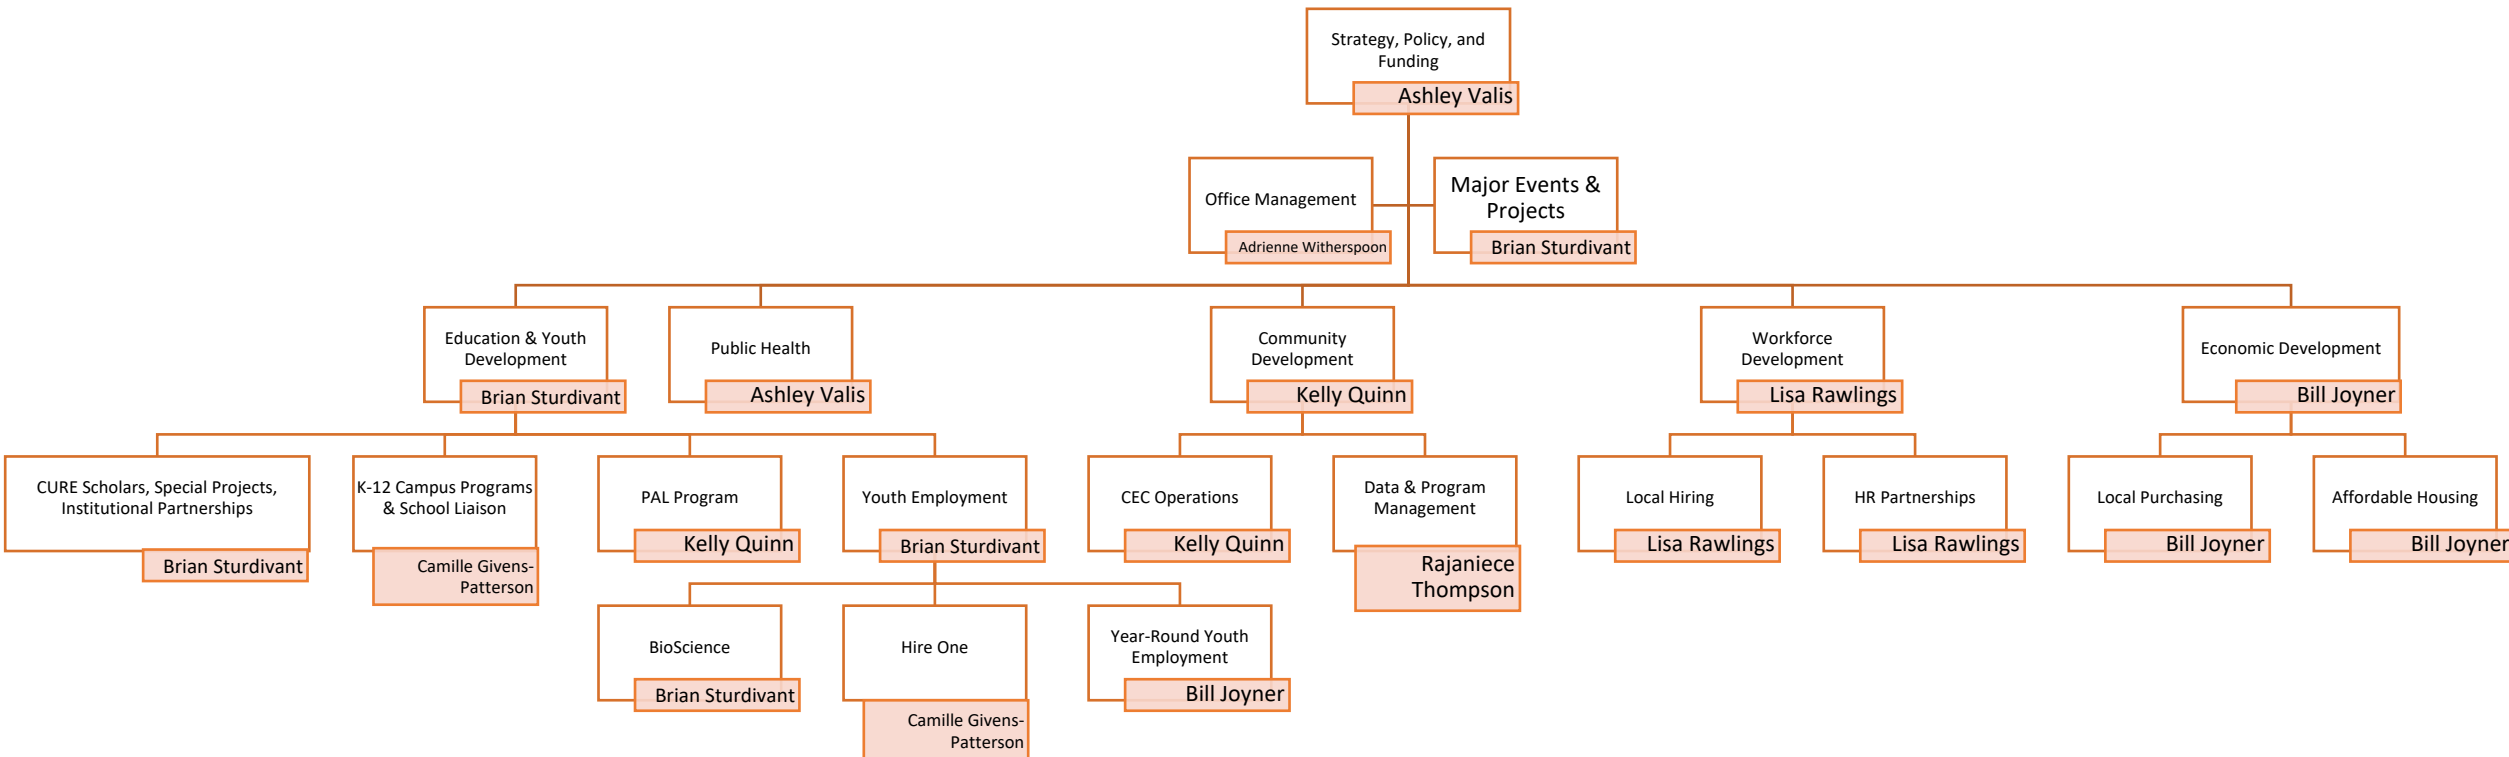 Strategy, Policy, and
Funding
Ashley Valis
Office Management
Adrienne Witherspoon
Major Events &
Projects
Brian Sturdivant
Education & Youth
Development
Brian Sturdivant
Public Health
Ashley Valis
Community
Development
Kelly Quinn
Workforce
Development
Lisa Rawlings
Economic Development
Bill Joyner
CURE Scholars, Special Projects,
Institutional Partnerships
Brian Sturdivant
K-12 Campus Programs
& School Liaison
Camille Givens-
Patterson
PAL Program
Kelly Quinn
Youth Employment
Brian Sturdivant
CEC Operations
Kelly Quinn
Data & Program
Management
Rajaniece
Thompson
Local Hiring
Lisa Rawlings
HR Partnerships
Lisa Rawlings
Local Purchasing
Bill Joyner
Affordable Housing
Bill Joyner
BioScience
Brian Sturdivant
Hire One
Camille Givens-
Patterson
Year-Round Youth
Employment
Bill Joyner